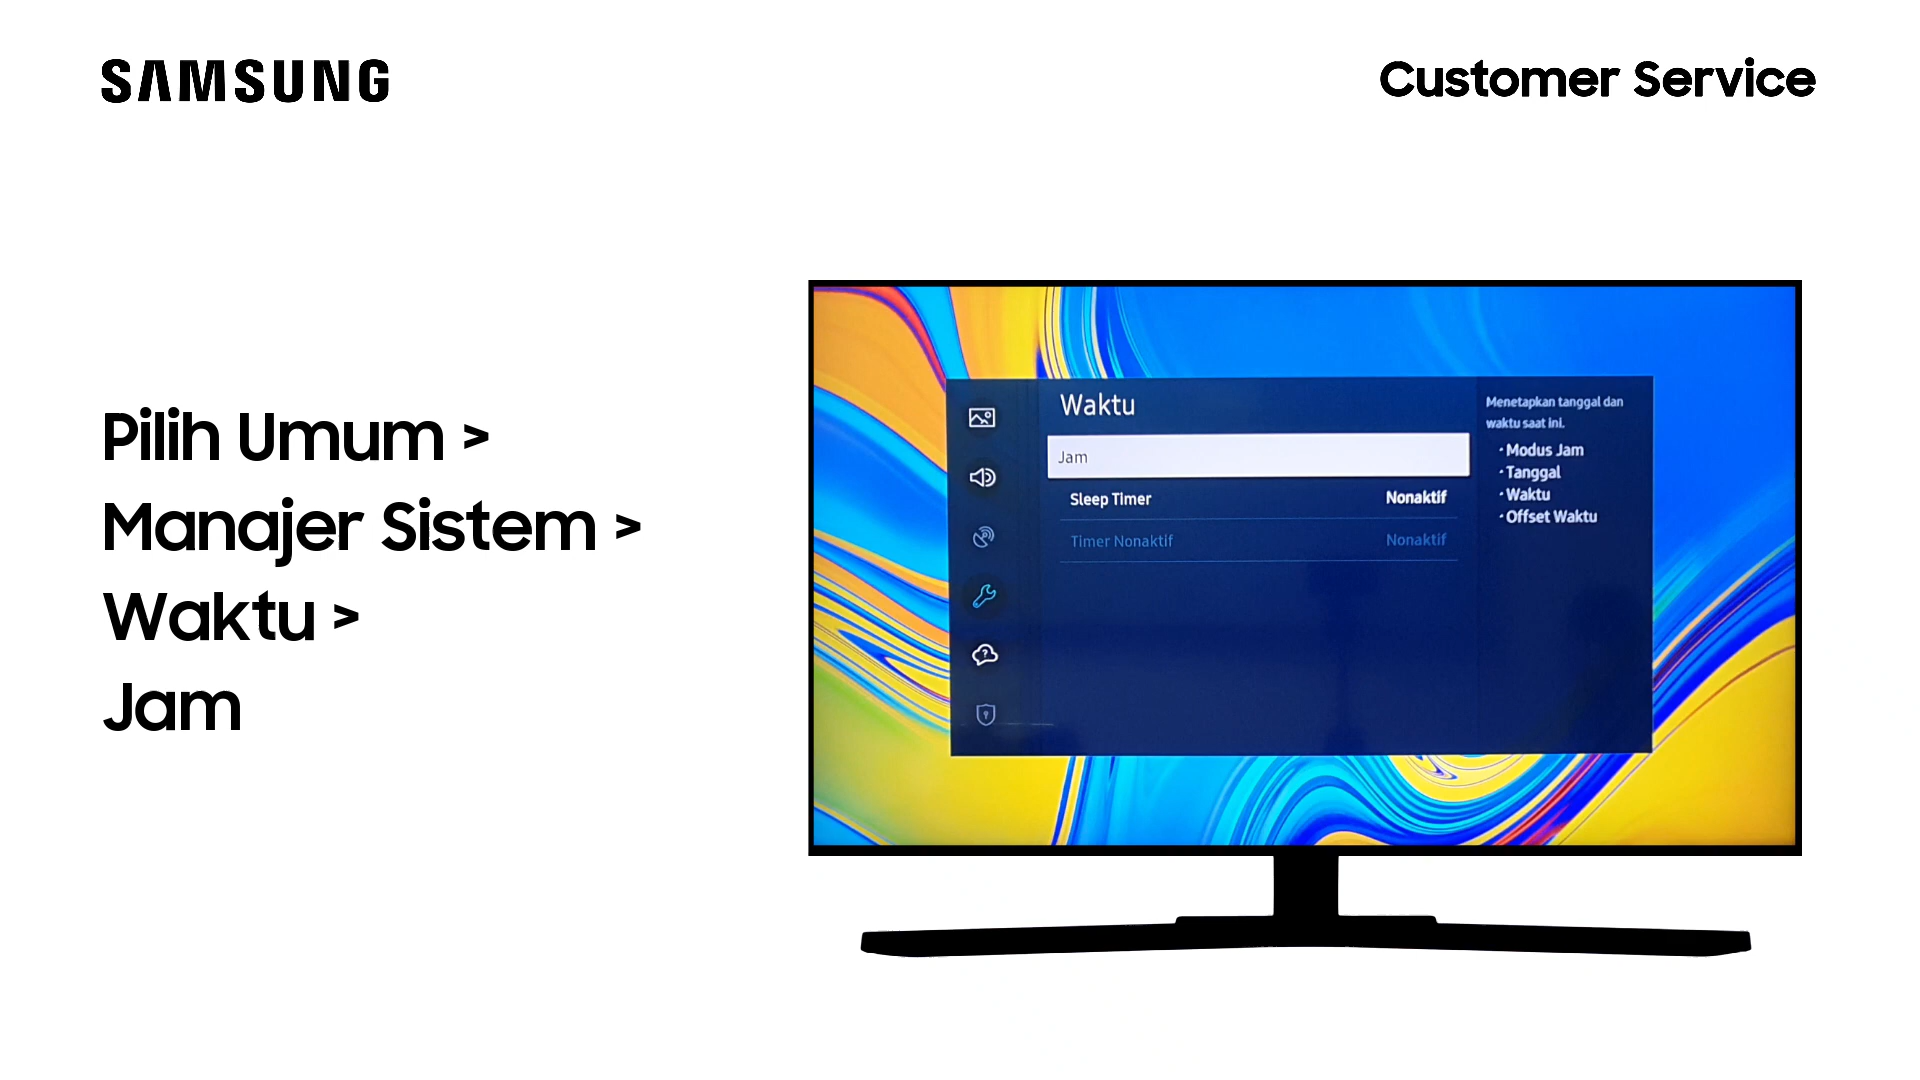 SAMSUNG
Customer Service
Pilih Umum >
Manajer Sistem >
Waktu >
Jam
Waktu
Jam
Sleep Timer Nonaktif
Timer Nonaktif Nonaktif
Menetapkan tanggal dan
waktu saat ini.
· Modus Jam
· Tanggal
· Waktu
· Offset Waktu